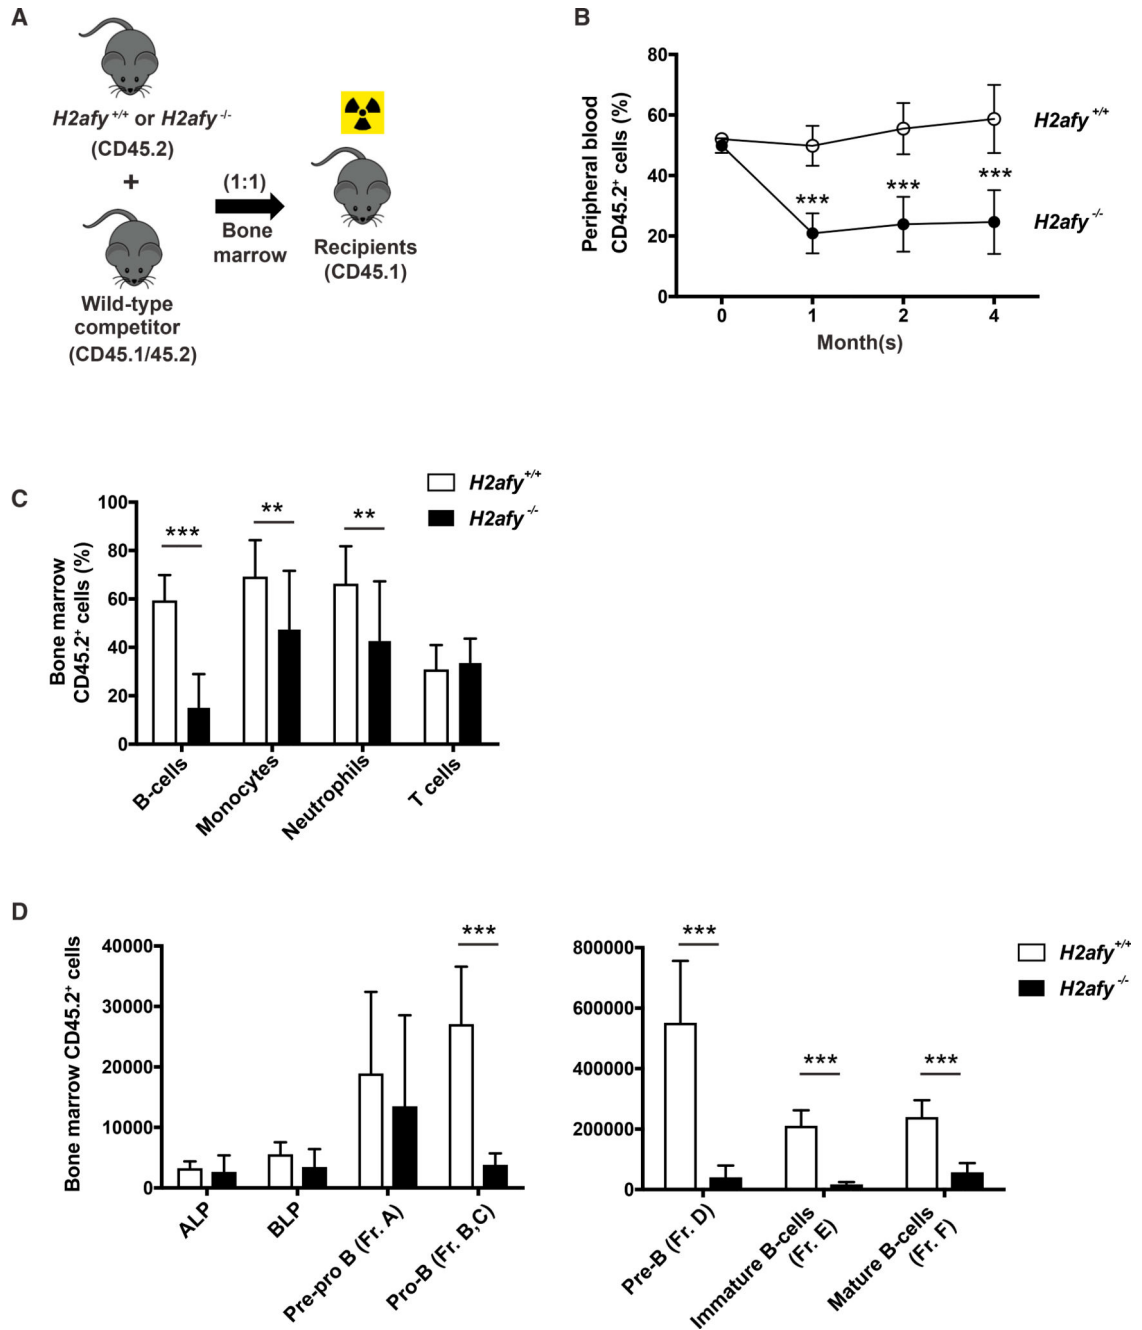 A
H2afy +/+ or H2afy -/-
(CD45.2)
+
(1:1)
Bone
marrow
Recipients
(CD45.1)
Wild-type
competitor
(CD45.1/45.2)
B
Peripheral blood
CD45.2+ cells (%)
80
60
40
20
0
***
***
***
H2afy +/+
H2afy -/-
0
1
2
4
Month(s)
C
H2afy +/+
H2afy -/-
Bone marrow
CD45.2+ cells (%)
100
80
60
40
20
0
***
**
**
B-cells
Monocytes
Neutrophils
T cells
D
Bone marrow CD45.2+ cells
40000
30000
20000
10000
0
***
ALP
BLP
Pre-pro B (Fr. A)
Pro-B (Fr. B,C)
800000
600000
400000
200000
0
***
***
***
H2afy +/+
H2afy -/-
Pre-B (Fr. D)
Immature B-cells
(Fr. E)
Mature B-cells
(Fr. F)